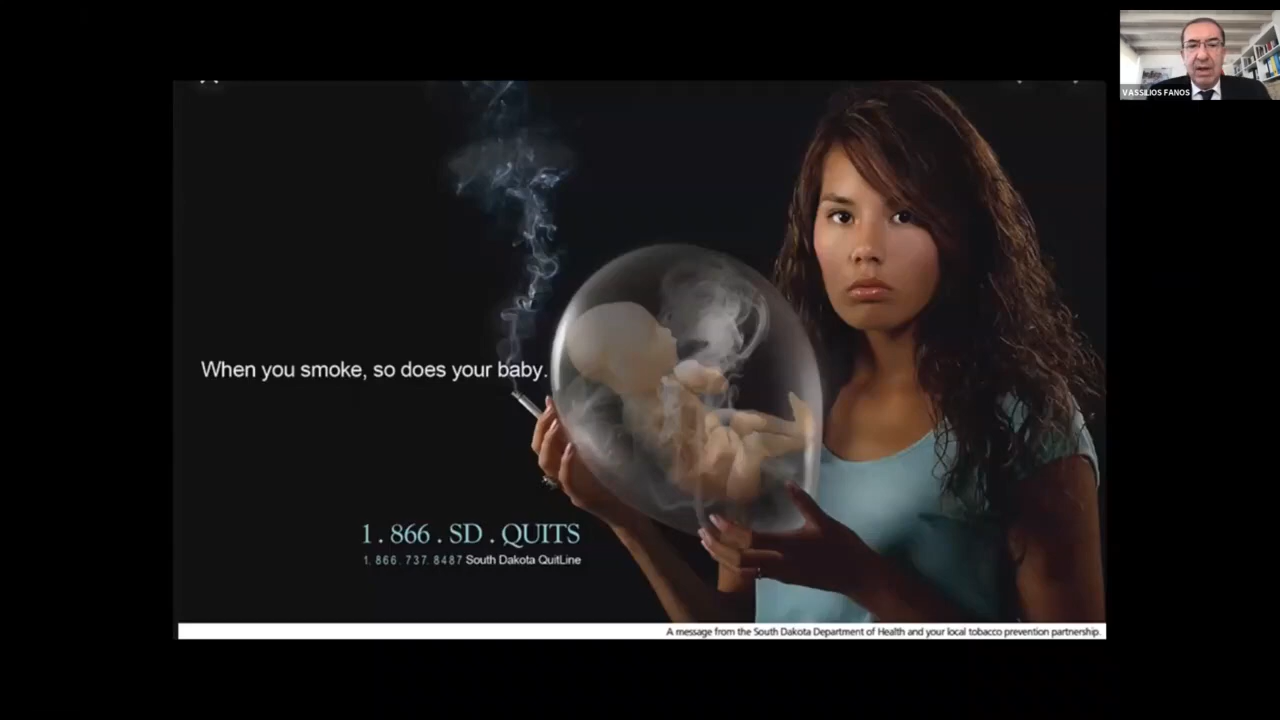 VASSILIOS FANOS
When you smoke, so does your baby.
1.866.SD.QUITS
1.866.737.8487 South Dakota QuitLine
A message from the South Dakota Department of Health and your local tobacco prevention partnership.